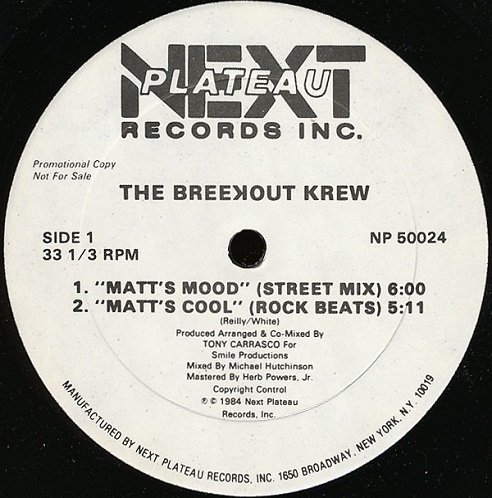 NEXT
PLATEAU
RECORDS INC.
Promotional Copy
Not For Sale
THE BREEKOUT KREW
SIDE 1
33 1/3 RPM
NP 50024
1. "MATT'S MOOD" (STREET MIX) 6:00
2. "MATT'S COOL" (ROCK BEATS) 5:11
(Reilly/White)
Produced Arranged & Co-Mixed By
TONY CARRASCO For
Smile Productions
Mixed By Michael Hutchinson
Mastered By Herb Powers, Jr.
Copyright Control
℗ © 1984 Next Plateau
Records, Inc.
MANUFACTURED BY NEXT PLATEAU RECORDS, INC. 1650 BROADWAY, NEW YORK, N.Y. 10019